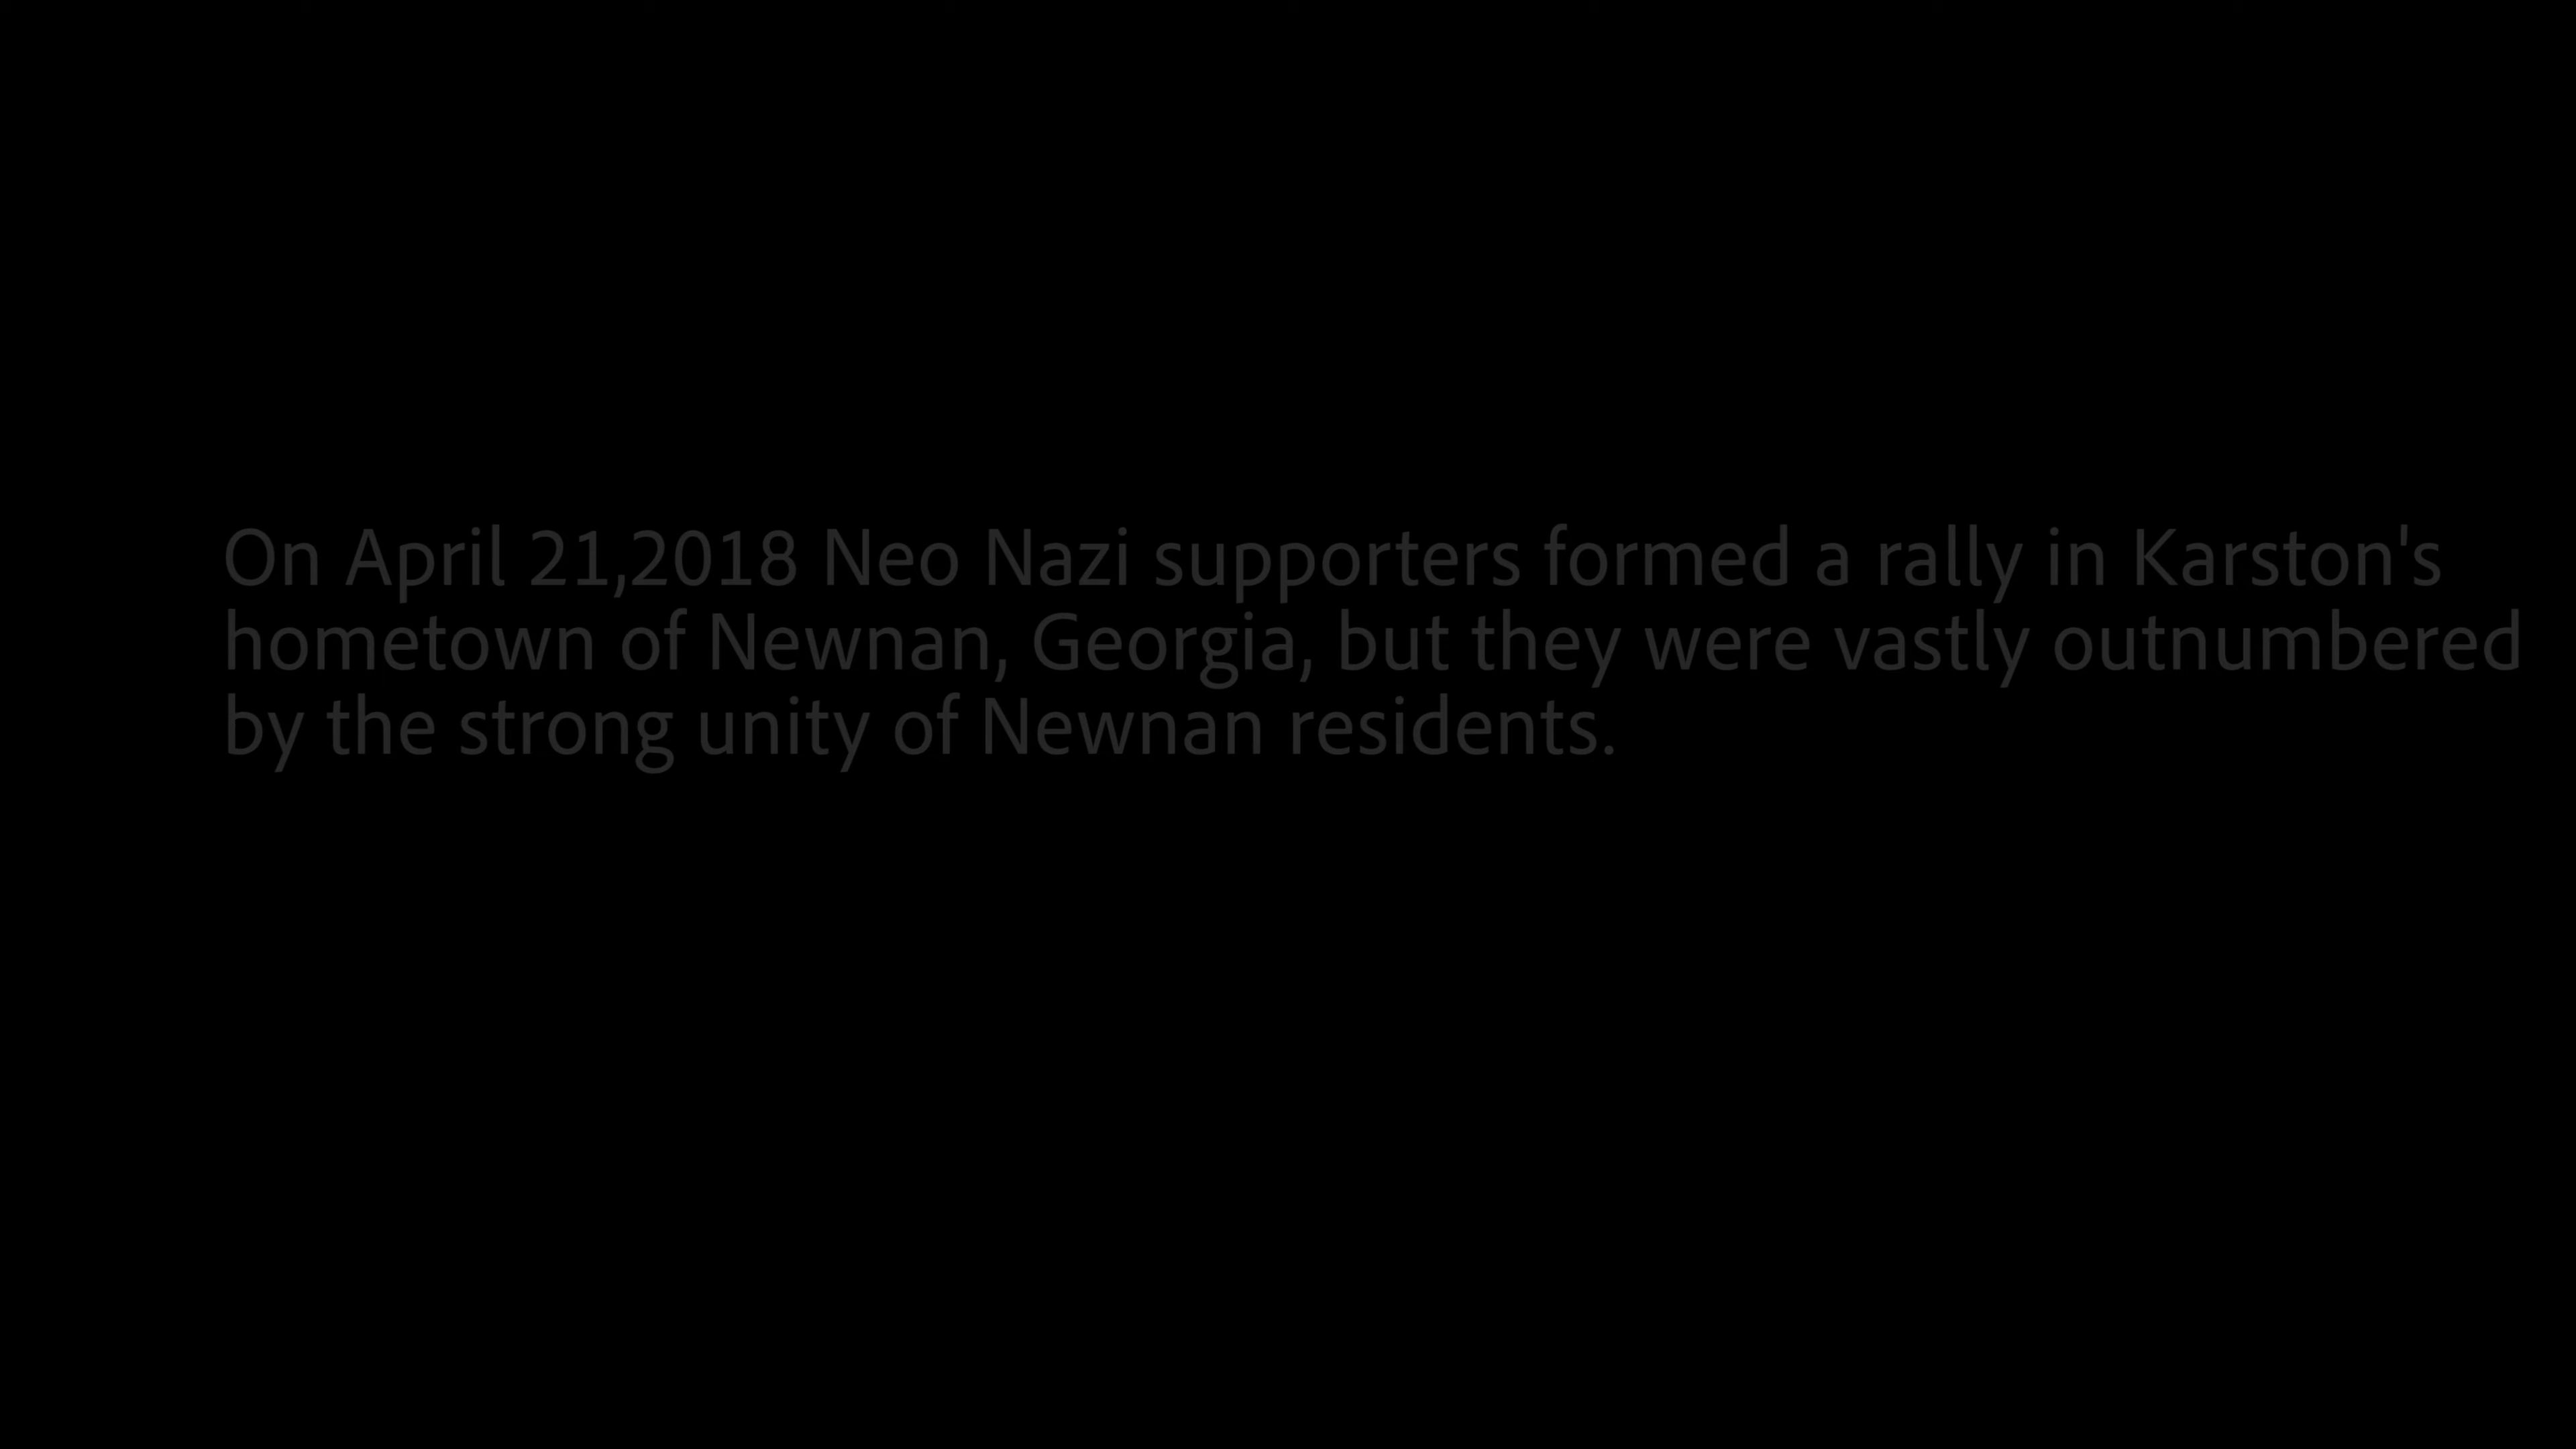 On April 21,2018 Neo Nazi supporters formed a rally in Karston's
hometown of Newnan, Georgia, but they were vastly outnumbered
by the strong unity of Newnan residents.